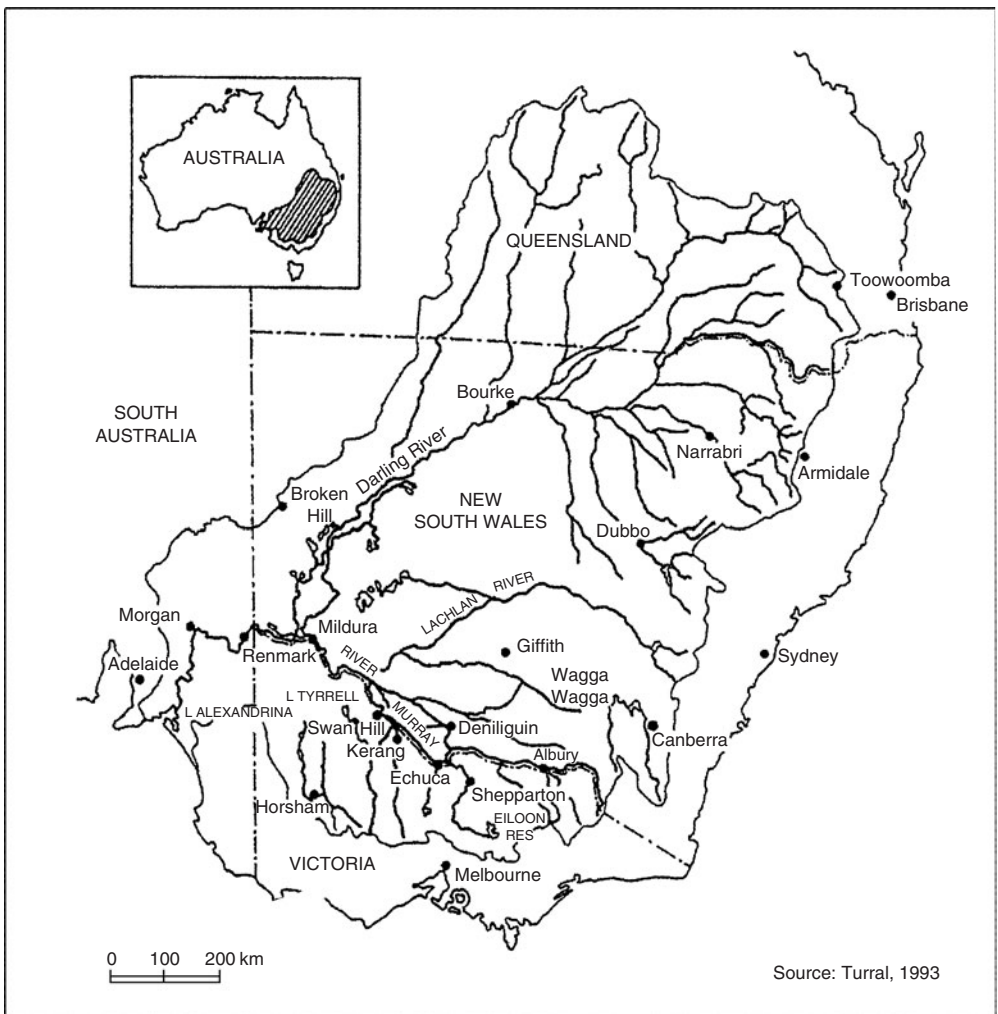 AUSTRALIA
QUEENSLAND
Toowoomba
Brisbane
SOUTH
AUSTRALIA
Bourke
Darling River
Narrabri
Armidale
Broken
Hill
NEW
SOUTH WALES
Dubbo
LACHLAN RIVER
Morgan
Mildura
Renmark
Griffith
Sydney
Adelaide
RIVER
MURRAY
Wagga
Wagga
L TYRRELL
L ALEXANDRINA
Swan Hill
Deniliguin
Canberra
Kerang
Albury
Echuca
Shepparton
Horsham
EILOON
RES
VICTORIA
Melbourne
0 100 200 km
Source: Turral, 1993